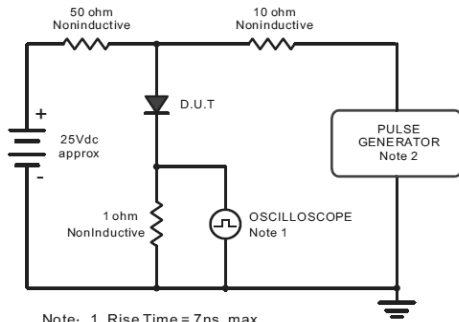 50 ohm
Noninductive
10 ohm
Noninductive
D.U.T
+
25Vdc
approx
-
PULSE
GENERATOR
Note 2
1 ohm
NonInductive
OSCILLOSCOPE
Note 1
Note: 1. Rise Time = 7ns, max.